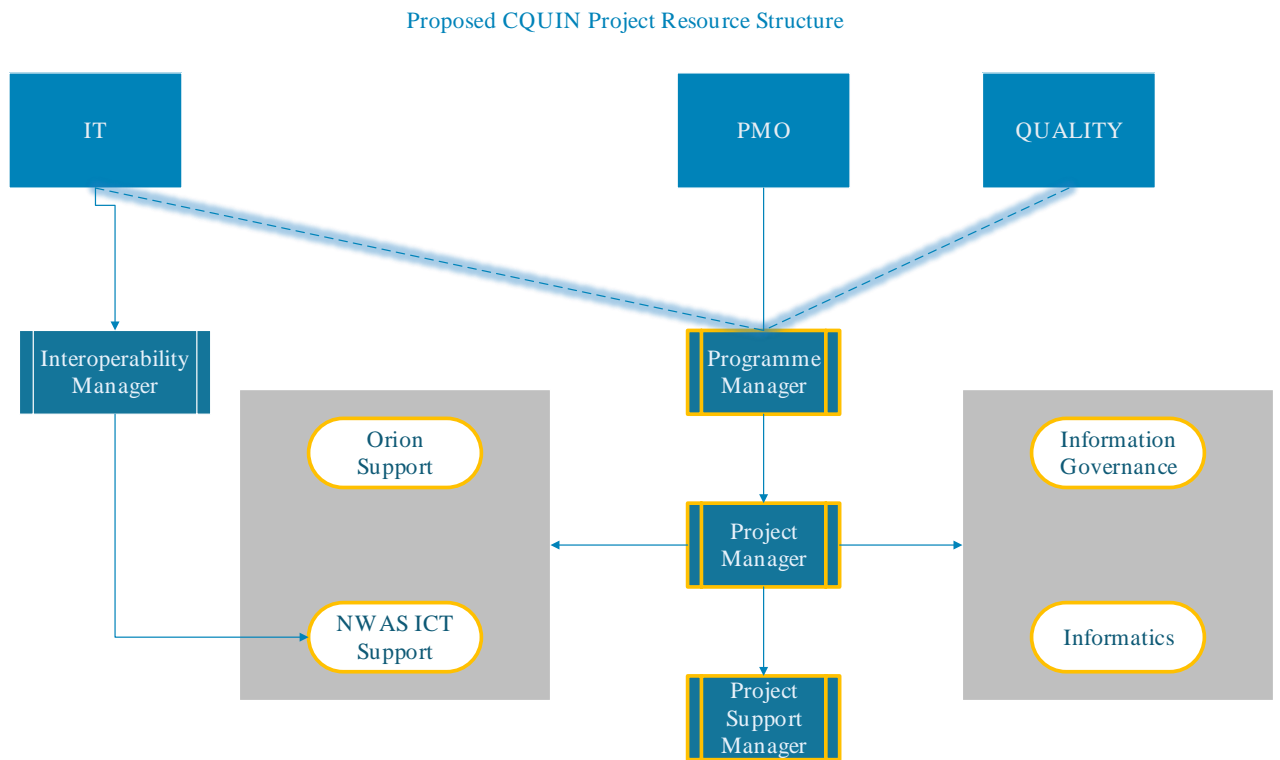 Proposed CQUIN Project Resource Structure
IT
PMO
QUALITY
Interoperability
Manager
Programme
Manager
Orion
Support
Information
Governance
Project
Manager
NWAS ICT
Support
Informatics
Project
Support
Manager